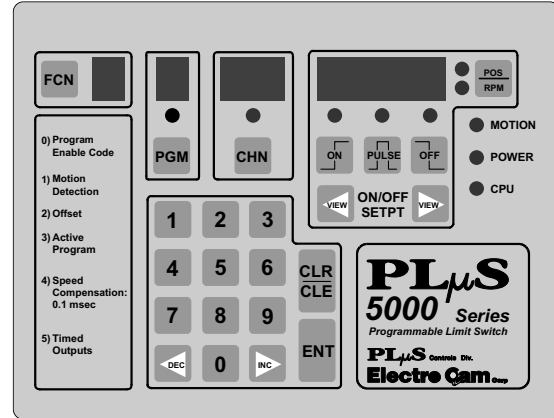 FCN
POS
RPM
PGM
CHN
ON
PULSE
OFF
MOTION
POWER
CPU
VIEW
ON/OFF
SETPT
VIEW
0) Program
Enable Code
1) Motion
Detection
2) Offset
3) Active
Program
4) Speed
Compensation:
0.1 msec
5) Timed
Outputs
1 2 3
4 5 6
7 8 9
DEC 0 INC
CLR
CLE
ENT
PLµS
5000 Series
Programmable Limit Switch
PLµS Controls Div.
Electro Cam Corp